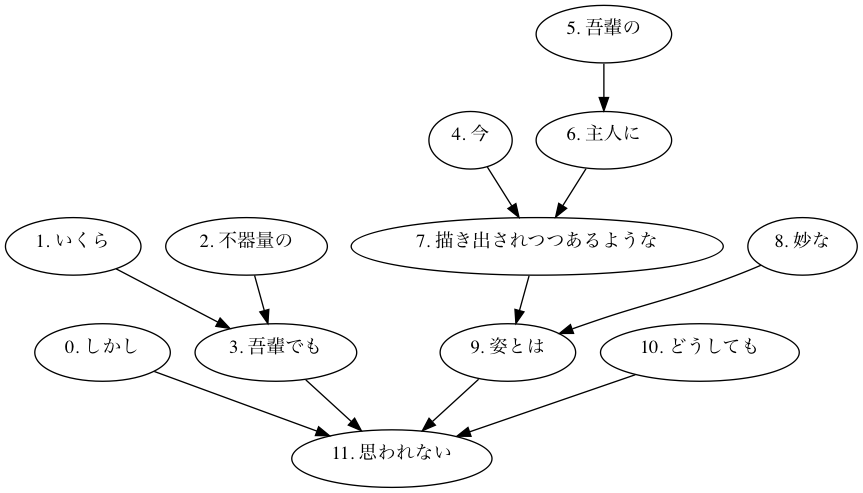 5. 吾輩の
4. 今
6. 主人に
1. いくら
2. 不器量の
7. 描き出されつつあるような
8. 妙な
0. しかし
3. 吾輩でも
9. 姿とは
10. どうしても
11. 思われない